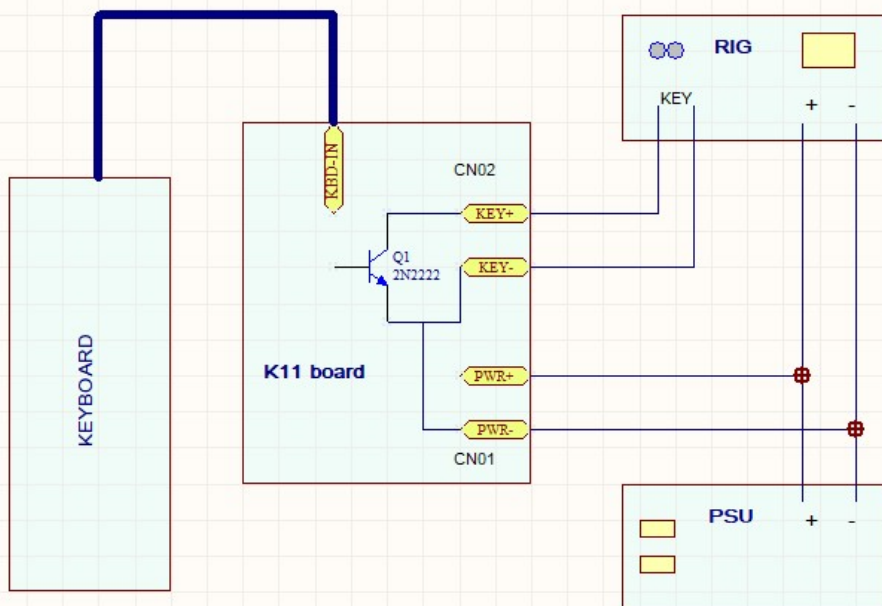 RIG
KEY
+ -
KBD-IN
CN02
KEY+
Q1
2N2222
KEY-
KEYBOARD
K11 board
PWR+
PWR-
CN01
PSU
+ -